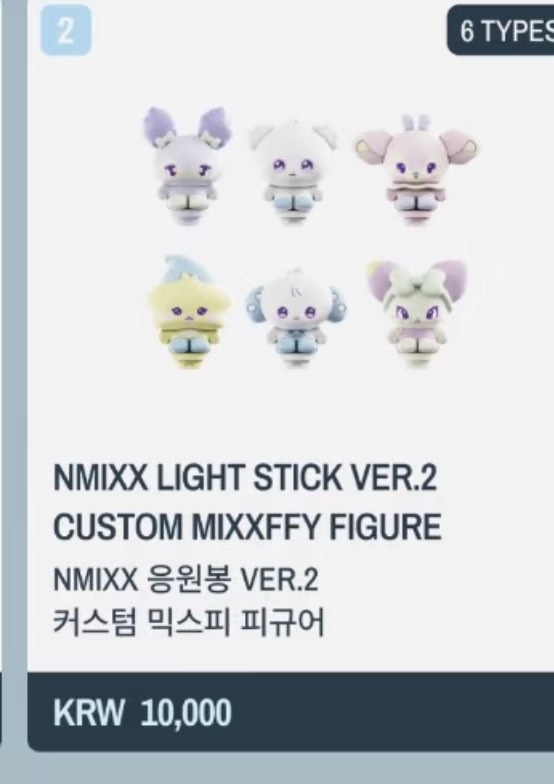 2
6 TYPES
NMIXX LIGHT STICK VER.2
CUSTOM MIXXFFY FIGURE
NMIXX 응원봉 VER.2
커스텀 믹스피 피규어
KRW 10,000